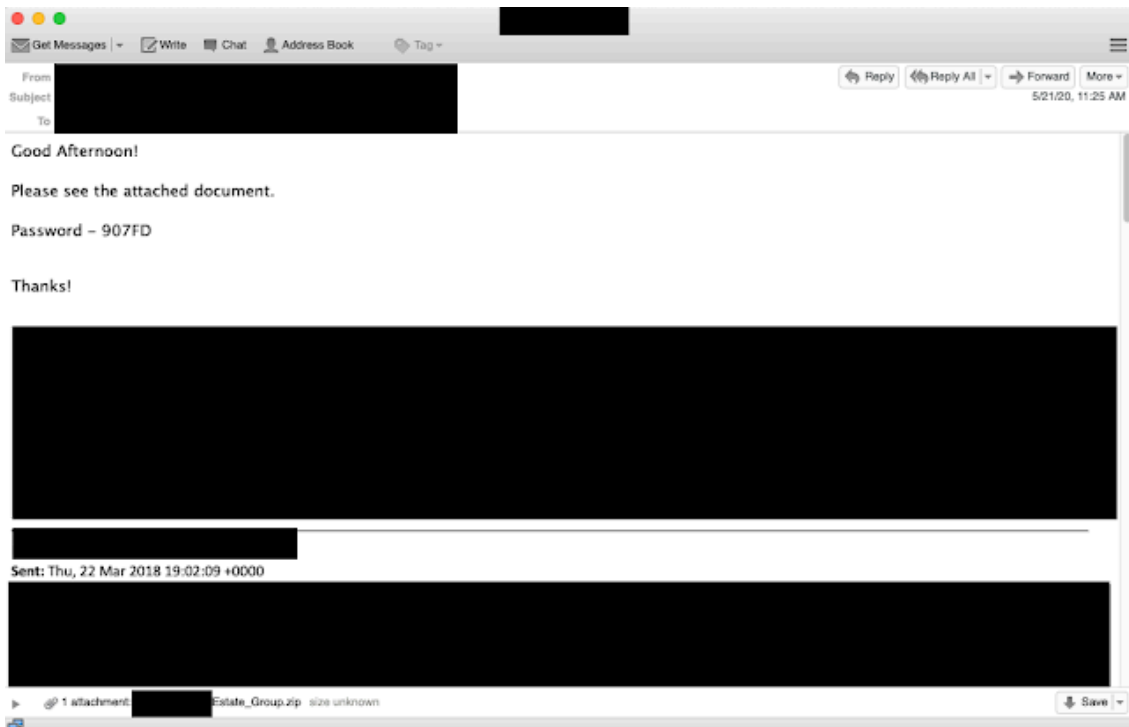 Get Messages Write Chat Address Book Tag
From Reply Reply All Forward More
Subject 5/21/20, 11:25 AM
To
Good Afternoon!
Please see the attached document.
Password – 907FD
Thanks!
Sent: Thu, 22 Mar 2018 19:02:09 +0000
1 attachment: Estate_Group.zip size unknown Save